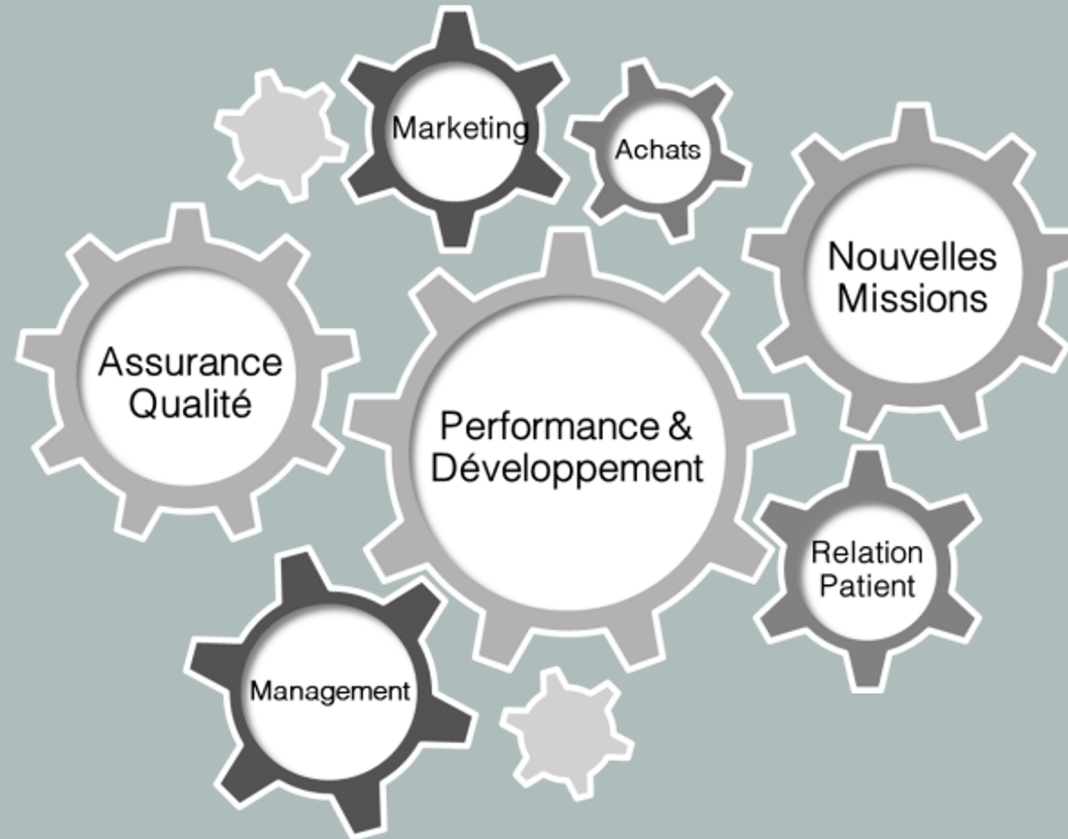 Marketing
Achats
Nouvelles
Missions
Assurance
Qualité
Performance &
Développement
Relation
Patient
Management